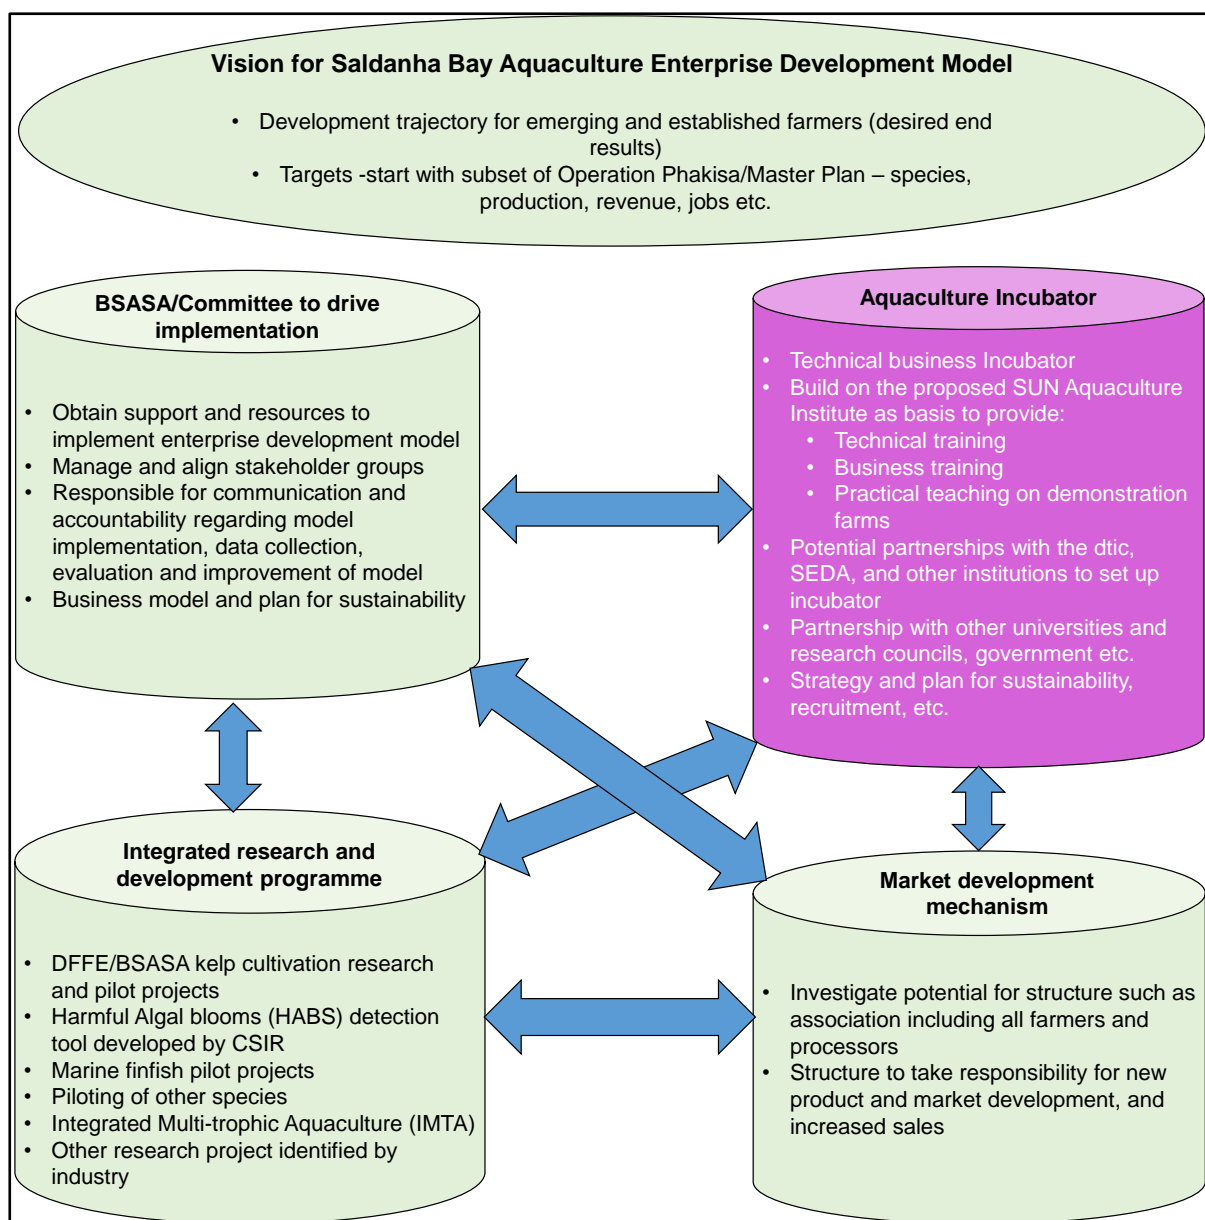 Vision for Saldanha Bay Aquaculture Enterprise Development Model
• Development trajectory for emerging and established farmers (desired end
results)
• Targets -start with subset of Operation Phakisa/Master Plan – species,
production, revenue, jobs etc.
BSASA/Committee to drive
implementation
• Obtain support and resources to
implement enterprise development model
• Manage and align stakeholder groups
• Responsible for communication and
accountability regarding model
implementation, data collection,
evaluation and improvement of model
• Business model and plan for sustainability
Aquaculture Incubator
• Technical business Incubator
• Build on the proposed SUN Aquaculture
Institute as basis to provide:
• Technical training
• Business training
• Practical teaching on demonstration
farms
• Potential partnerships with the dtic,
SEDA, and other institutions to set up
incubator
• Partnership with other universities and
research councils, government etc.
• Strategy and plan for sustainability,
recruitment, etc.
Integrated research and
development programme
• DFFE/BSASA kelp cultivation research
and pilot projects
• Harmful Algal blooms (HABS) detection
tool developed by CSIR
• Marine finfish pilot projects
• Piloting of other species
• Integrated Multi-trophic Aquaculture (IMTA)
• Other research project identified by
industry
Market development
mechanism
• Investigate potential for structure such as
association including all farmers and
processors
• Structure to take responsibility for new
product and market development, and
increased sales